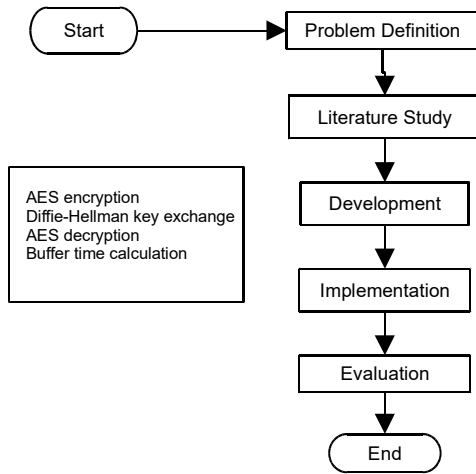 Start
Problem Definition
Literature Study
AES encryption
Diffie-Hellman key exchange
AES decryption
Buffer time calculation
Development
Implementation
Evaluation
End